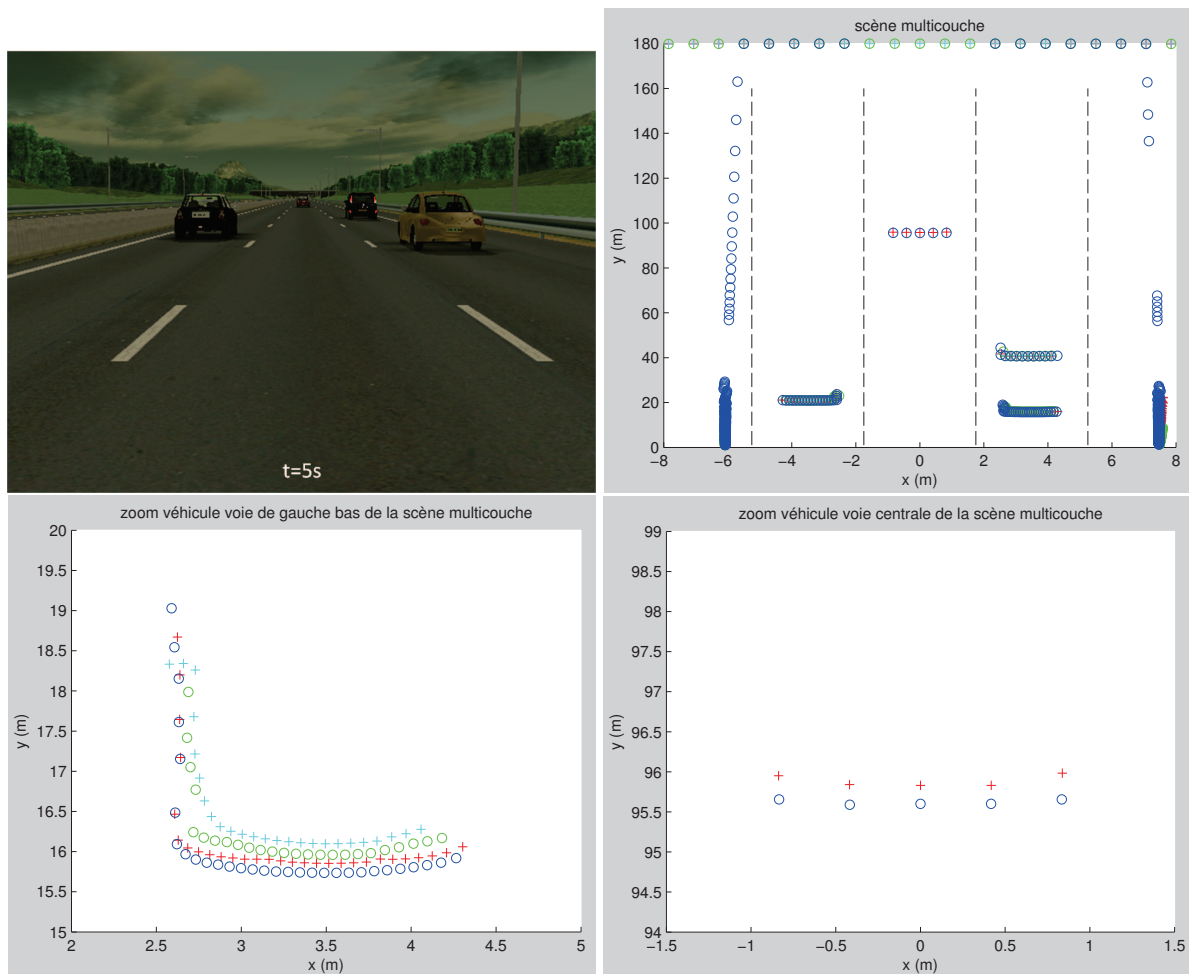 t=5s
scène multicouche
180
160
140
120
100
80
60
40
20
0
y (m)
−8 −6 −4 −2 0 2 4 6 8
x (m)
zoom véhicule voie de gauche bas de la scène multicouche
20
19.5
19
18.5
18
17.5
17
16.5
16
15.5
15
y (m)
2 2.5 3 3.5 4 4.5 5
x (m)
zoom véhicule voie centrale de la scène multicouche
99
98.5
98
97.5
97
96.5
96
95.5
95
94.5
94
y (m)
−1.5 −1 −0.5 0 0.5 1 1.5
x (m)